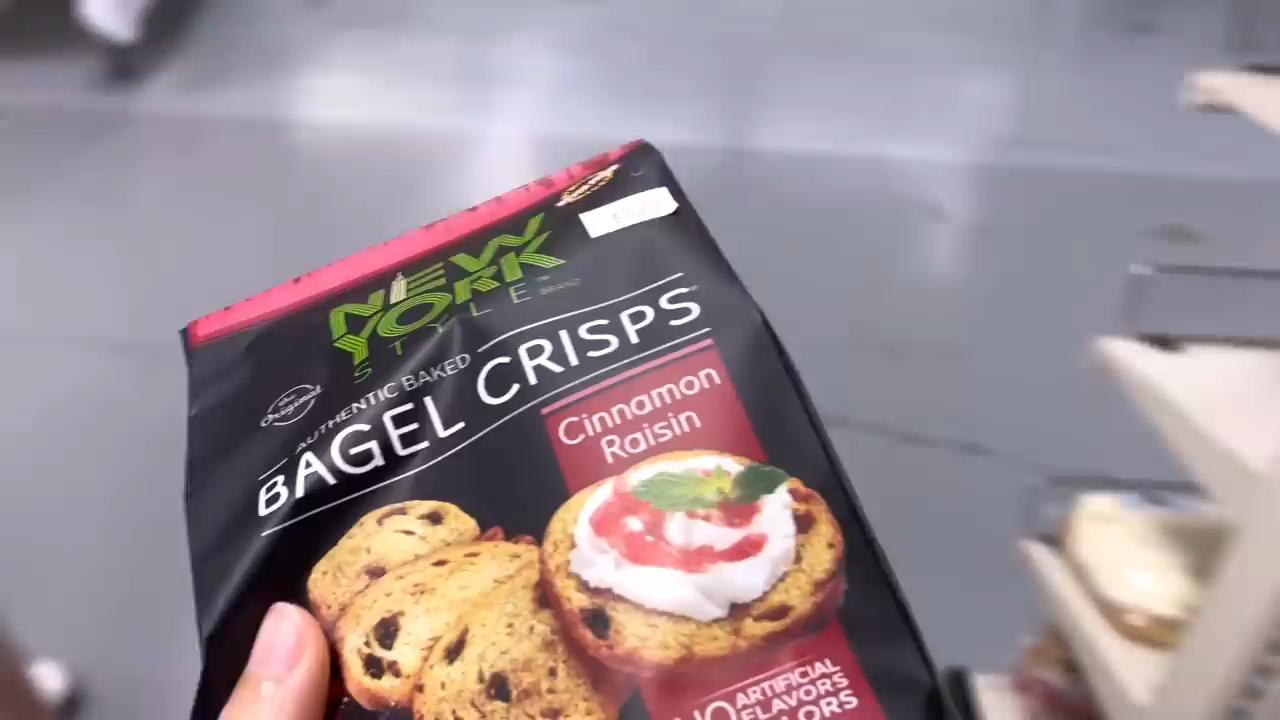 NEW
YORK
STYLE
the
Original
AUTHENTIC BAKED
BAGEL CRISPS
Cinnamon
Raisin
NO ARTIFICIAL
FLAVORS